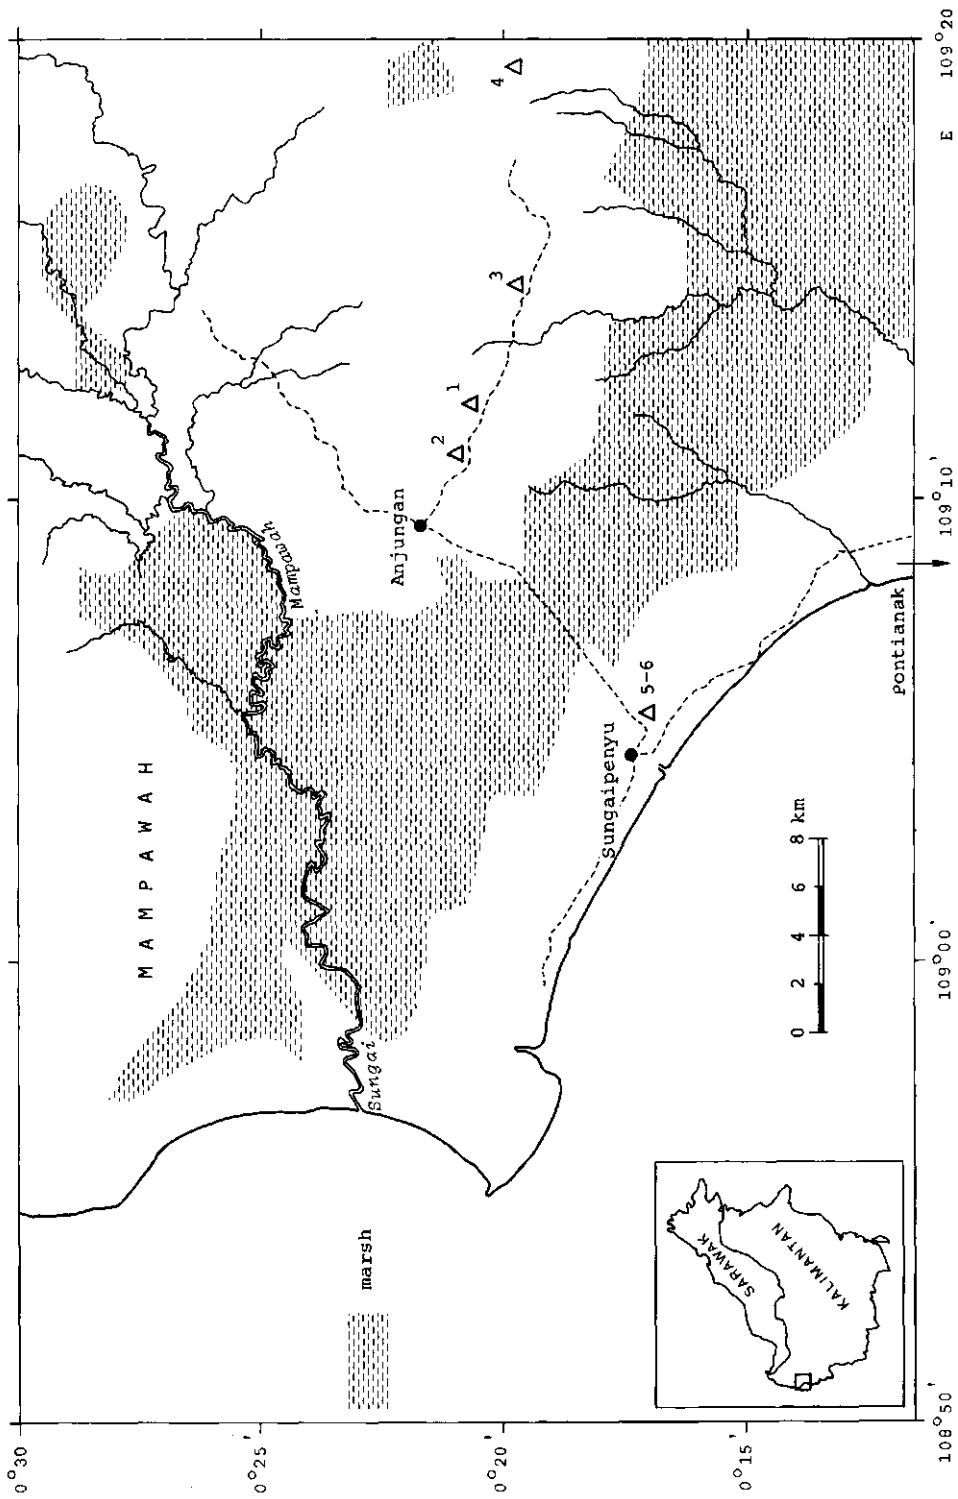 0°30'
0°25'
0°20'
0°15'
108°50'
109°00'
109°10'
109°20'
E
MAMPAWAH
Sungai
Mampawah
Anjungan
Sungaipenyu
Pontianak
1
2
3
4
5-6
marsh
0 2 4 6 8 km
SARAWAK
KALIMANTAN